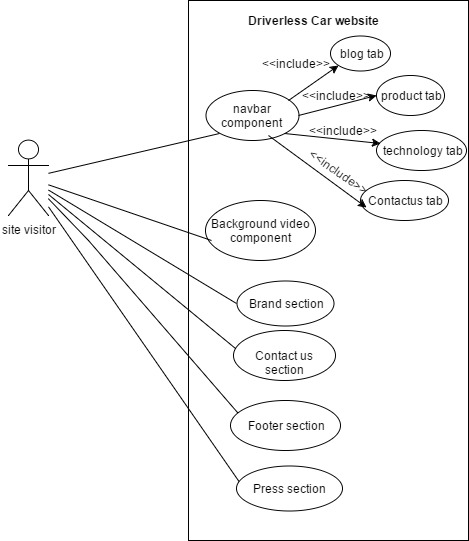 Driverless Car website
blog tab
<<include>>
navbar
component
<<include>>
product tab
<<include>>
technology tab
<<include>>
Contactus tab
site visitor
Background video
component
Brand section
Contact us
section
Footer section
Press section